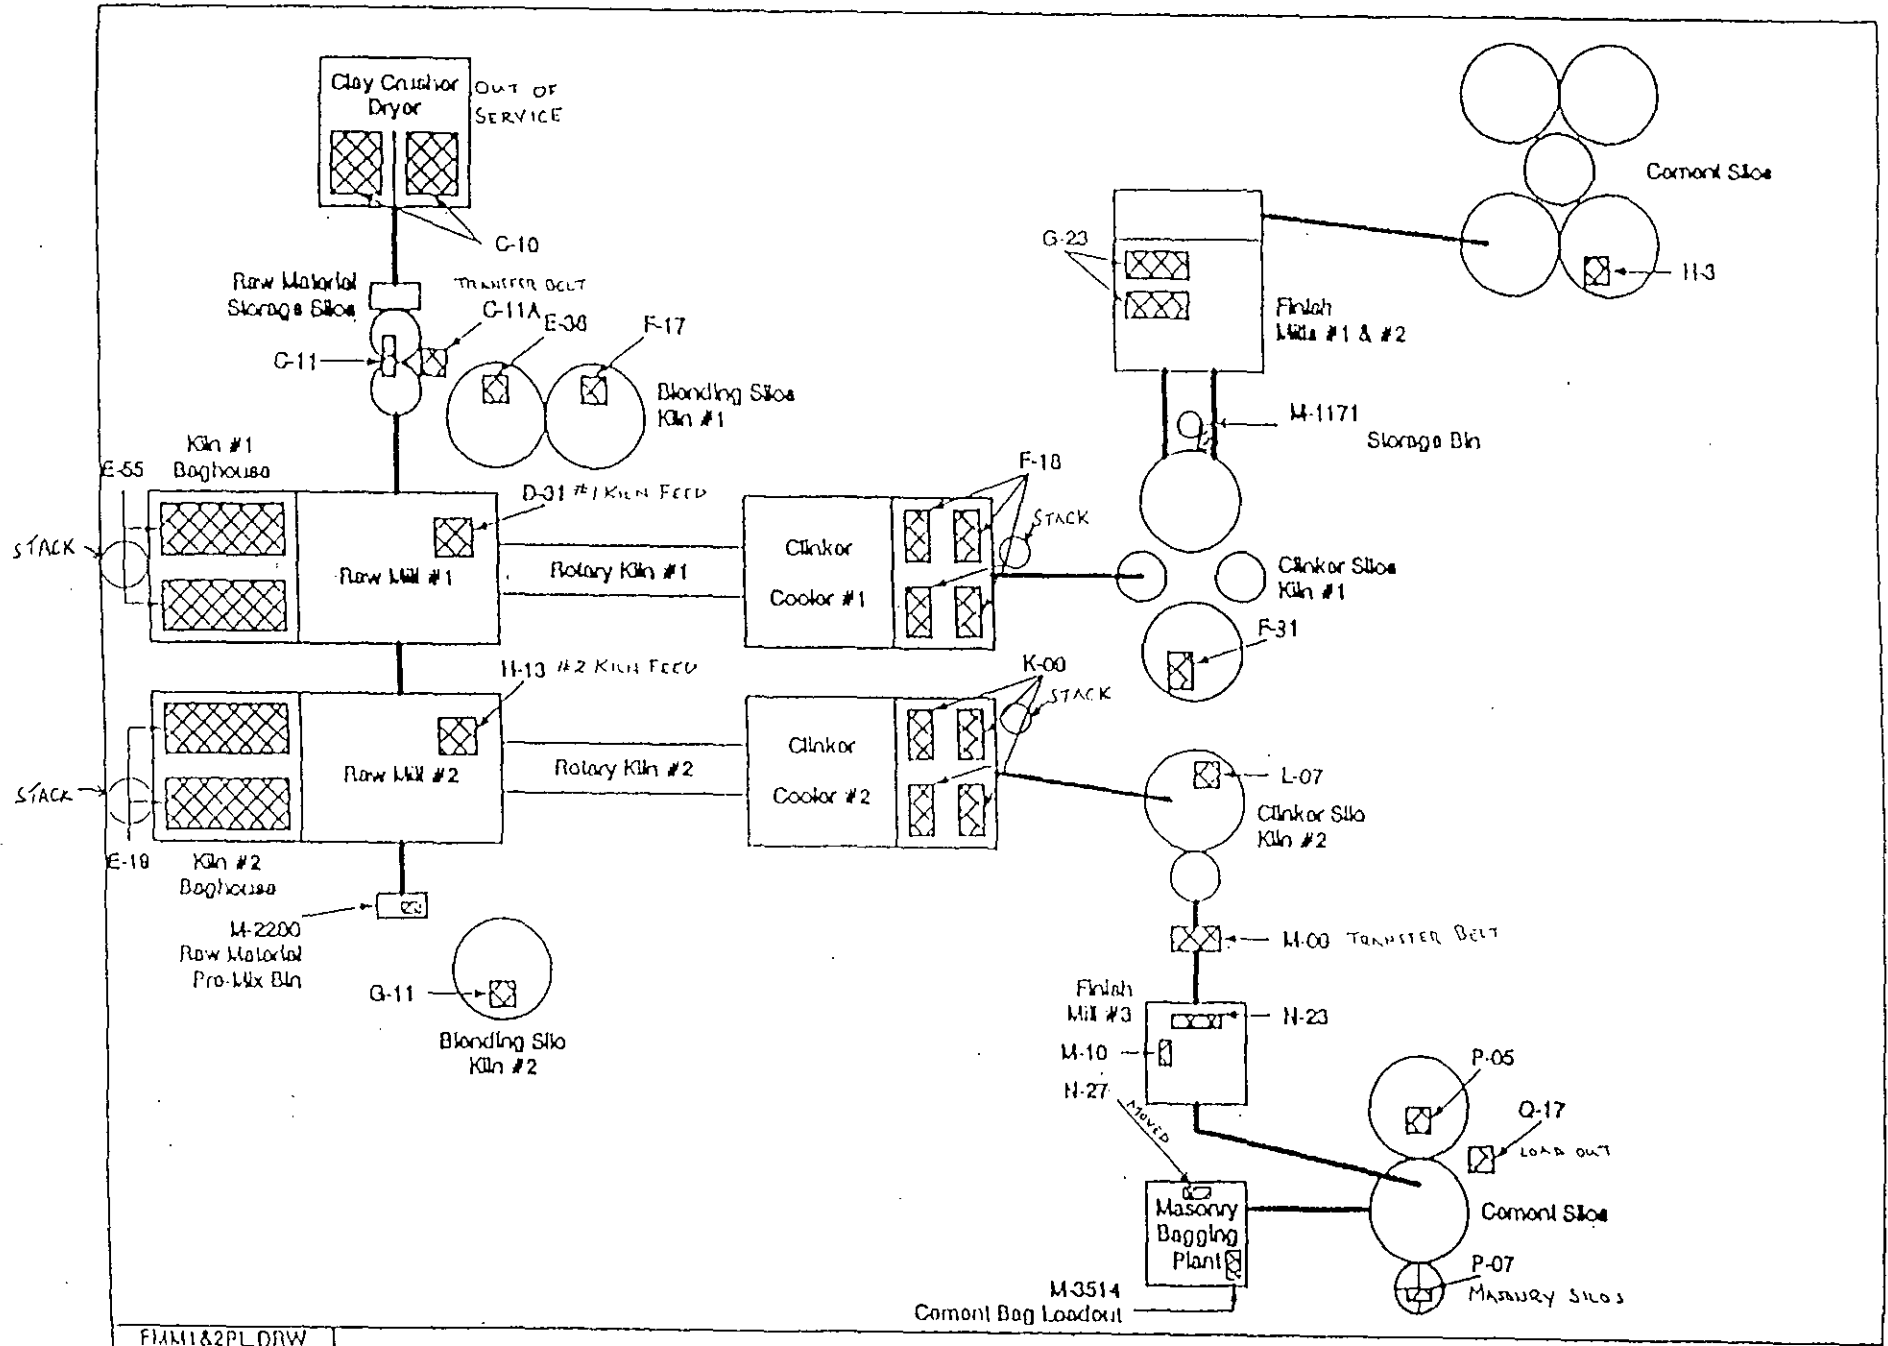 Clay Crusher
Dryer
OUT OF
SERVICE
C-10
Raw Material
Storage Silos
TRANSFER BELT
C-11A
C-11
E-36
F-17
Blending Silos
Kiln #1
Kiln #1
Baghouse
E-55
STACK
D-31 #1 KILN FEED
Raw Mill #1
Rotary Kiln #1
Clinker
Cooler #1
F-18
STACK
H-13 #2 KILN FEED
Raw Mill #2
Rotary Kiln #2
Clinker
Cooler #2
K-00
STACK
STACK
E-19
Kiln #2
Baghouse
M-2200
Raw Material
Pre-Mix Bin
G-11
Blending Silo
Kiln #2
Cement Silos
H-3
G-23
Finish
Mills #1 & #2
M-1171
Storage Bin
Clinker Silos
Kiln #1
F-31
L-07
Clinker Silo
Kiln #2
M-00 TRANSFER BELT
Finish
Mill #3
N-23
M-10
N-27
MOVED
Masonry
Bagging
Plant
M-3514
Cement Bag Loadout
P-05
Q-17
LOAD OUT
Cement Silos
P-07
MASONRY SILOS
FMM1&2PL.DRW